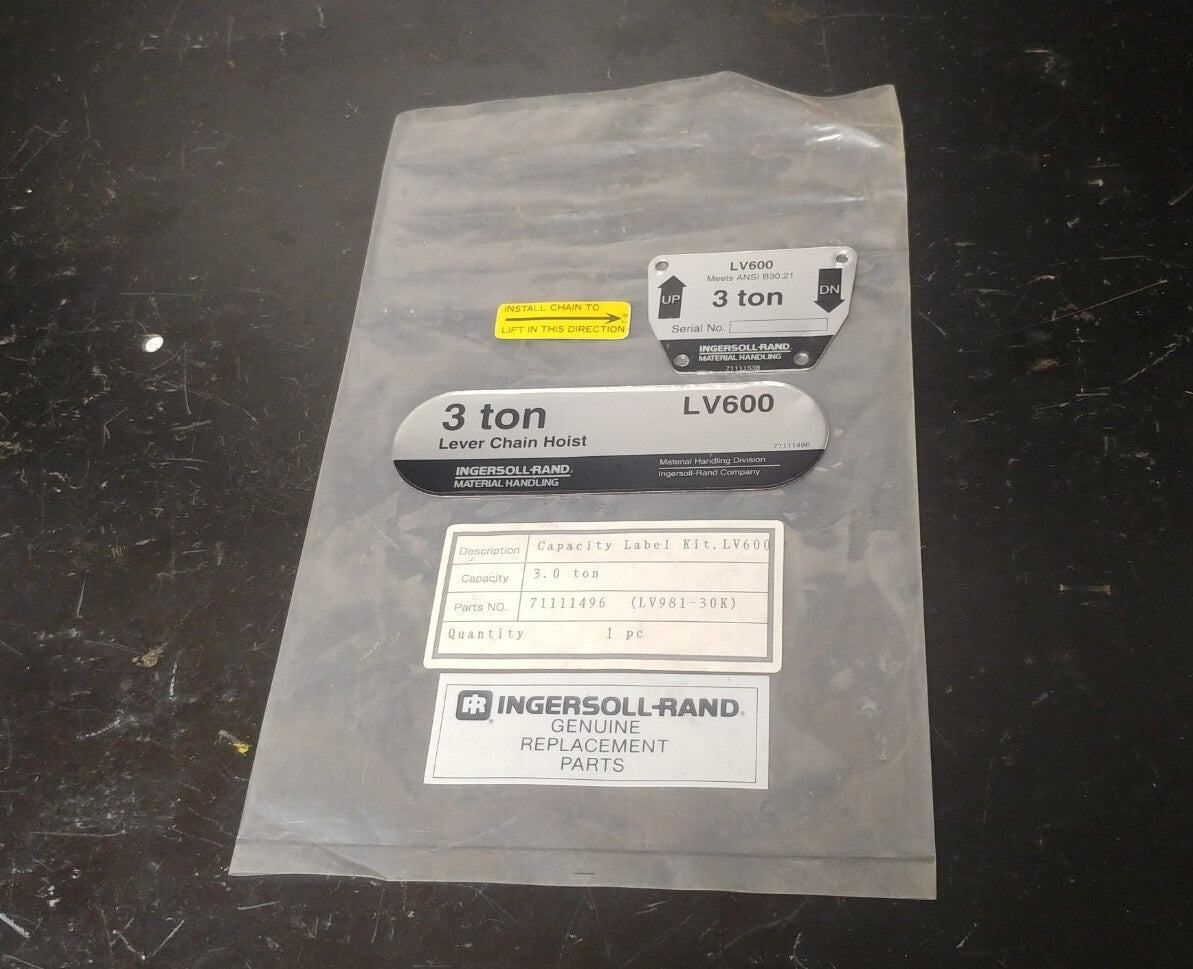 LV600
Meets ANSI B30.21
UP
3 ton
DN
Serial No.
INGERSOLL-RAND®
MATERIAL HANDLING
71111538
INSTALL CHAIN TO
LIFT IN THIS DIRECTION
3 ton
LV600
Lever Chain Hoist
71111496
INGERSOLL-RAND®
MATERIAL HANDLING
Material Handling Division
Ingersoll-Rand Company
Description Capacity Label Kit, LV600
Capacity 3.0 ton
Parts NO. 71111496 (LV981-30K)
Quantity 1 pc
IR INGERSOLL-RAND®
GENUINE
REPLACEMENT
PARTS